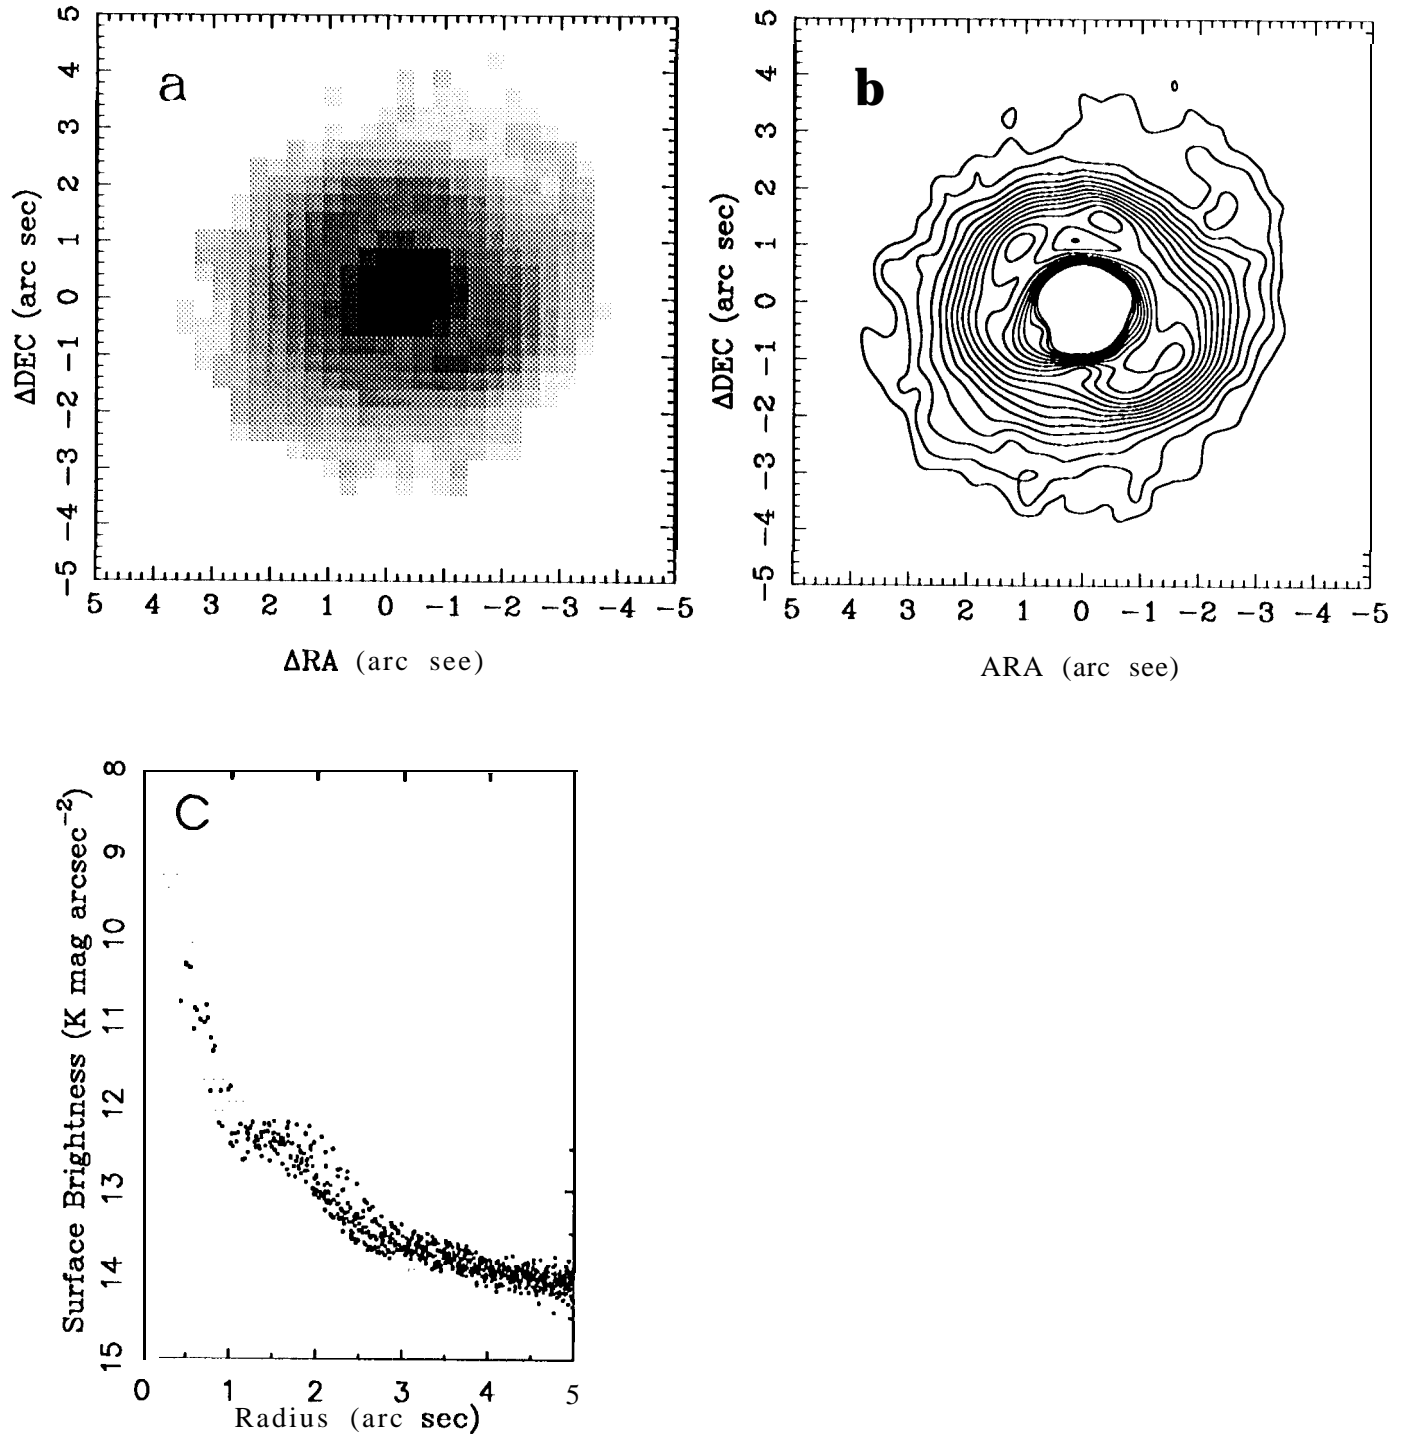 a
5 4 3 2 1 0 −1 −2 −3 −4 −5
ΔDEC (arc sec)
5 4 3 2 1 0 −1 −2 −3 −4 −5
ΔRA (arc see)
b
5 4 3 2 1 0 −1 −2 −3 −4 −5
ΔDEC (arc sec)
5 4 3 2 1 0 −1 −2 −3 −4 −5
ARA (arc see)
C
8 9 10 11 12 13 14 15
Surface Brightness (K mag arcsec⁻²)
0 1 2 3 4 5
Radius (arc sec)